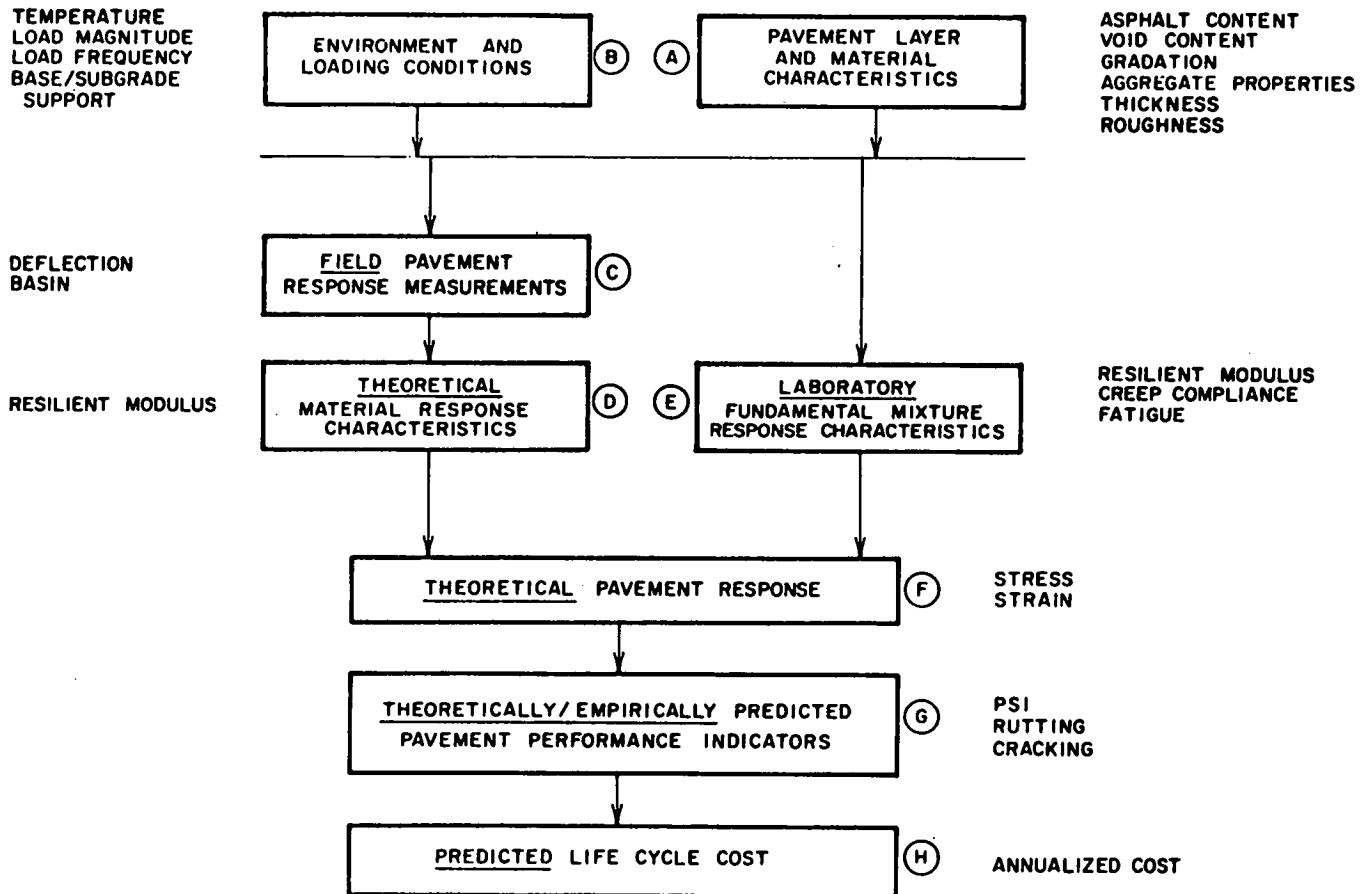 TEMPERATURE
LOAD MAGNITUDE
LOAD FREQUENCY
BASE/SUBGRADE
SUPPORT
ENVIRONMENT AND
LOADING CONDITIONS
B
A
PAVEMENT LAYER
AND MATERIAL
CHARACTERISTICS
ASPHALT CONTENT
VOID CONTENT
GRADATION
AGGREGATE PROPERTIES
THICKNESS
ROUGHNESS
DEFLECTION
BASIN
FIELD PAVEMENT
RESPONSE MEASUREMENTS
C
RESILIENT MODULUS
THEORETICAL
MATERIAL RESPONSE
CHARACTERISTICS
D
E
LABORATORY
FUNDAMENTAL MIXTURE
RESPONSE CHARACTERISTICS
RESILIENT MODULUS
CREEP COMPLIANCE
FATIGUE
THEORETICAL PAVEMENT RESPONSE
F
STRESS
STRAIN
THEORETICALLY/EMPIRICALLY PREDICTED
PAVEMENT PERFORMANCE INDICATORS
G
PSI
RUTTING
CRACKING
PREDICTED LIFE CYCLE COST
H
ANNUALIZED COST